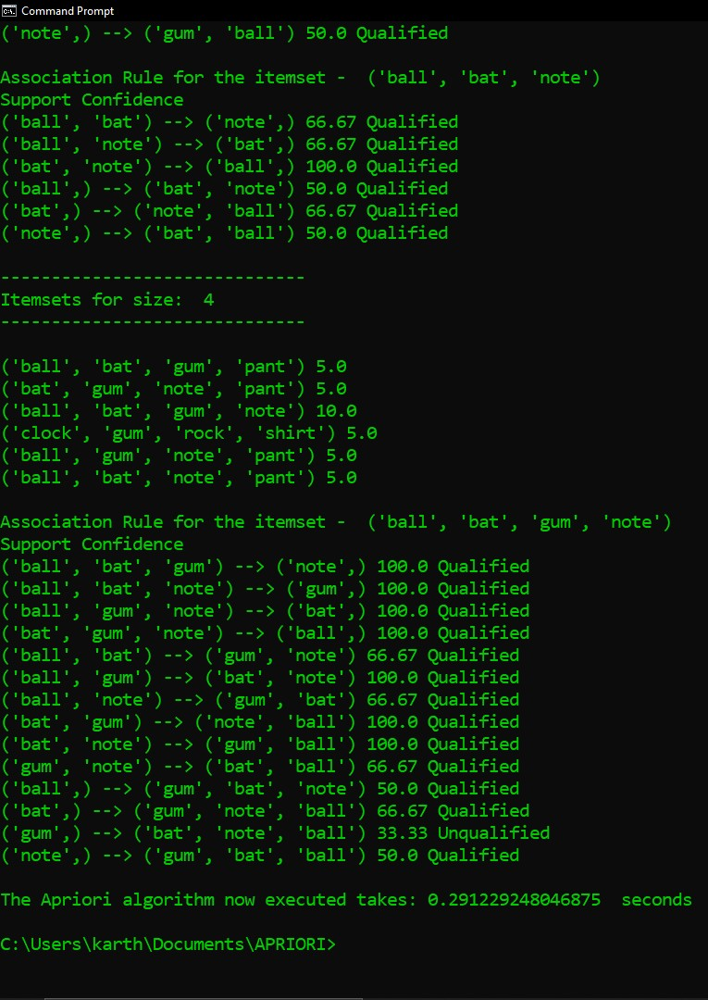 Command Prompt
('note',) --> ('gum', 'ball') 50.0 Qualified
Association Rule for the itemset -  ('ball', 'bat', 'note')
Support Confidence
('ball', 'bat') --> ('note',) 66.67 Qualified
('ball', 'note') --> ('bat',) 66.67 Qualified
('bat', 'note') --> ('ball',) 100.0 Qualified
('ball',) --> ('bat', 'note') 50.0 Qualified
('bat',) --> ('note', 'ball') 66.67 Qualified
('note',) --> ('bat', 'ball') 50.0 Qualified
------------------------------
Itemsets for size:  4
------------------------------
('ball', 'bat', 'gum', 'pant') 5.0
('bat', 'gum', 'note', 'pant') 5.0
('ball', 'bat', 'gum', 'note') 10.0
('clock', 'gum', 'rock', 'shirt') 5.0
('ball', 'gum', 'note', 'pant') 5.0
('ball', 'bat', 'note', 'pant') 5.0
Association Rule for the itemset -  ('ball', 'bat', 'gum', 'note')
Support Confidence
('ball', 'bat', 'gum') --> ('note',) 100.0 Qualified
('ball', 'bat', 'note') --> ('gum',) 100.0 Qualified
('ball', 'gum', 'note') --> ('bat',) 100.0 Qualified
('bat', 'gum', 'note') --> ('ball',) 100.0 Qualified
('ball', 'bat') --> ('gum', 'note') 66.67 Qualified
('ball', 'gum') --> ('bat', 'note') 100.0 Qualified
('ball', 'note') --> ('gum', 'bat') 66.67 Qualified
('bat', 'gum') --> ('note', 'ball') 100.0 Qualified
('bat', 'note') --> ('gum', 'ball') 100.0 Qualified
('gum', 'note') --> ('bat', 'ball') 66.67 Qualified
('ball',) --> ('gum', 'bat', 'note') 50.0 Qualified
('bat',) --> ('gum', 'note', 'ball') 66.67 Qualified
('gum',) --> ('bat', 'note', 'ball') 33.33 Unqualified
('note',) --> ('gum', 'bat', 'ball') 50.0 Qualified
The Apriori algorithm now executed takes: 0.291229248046875  seconds
C:\Users\karth\Documents\APRIORI>